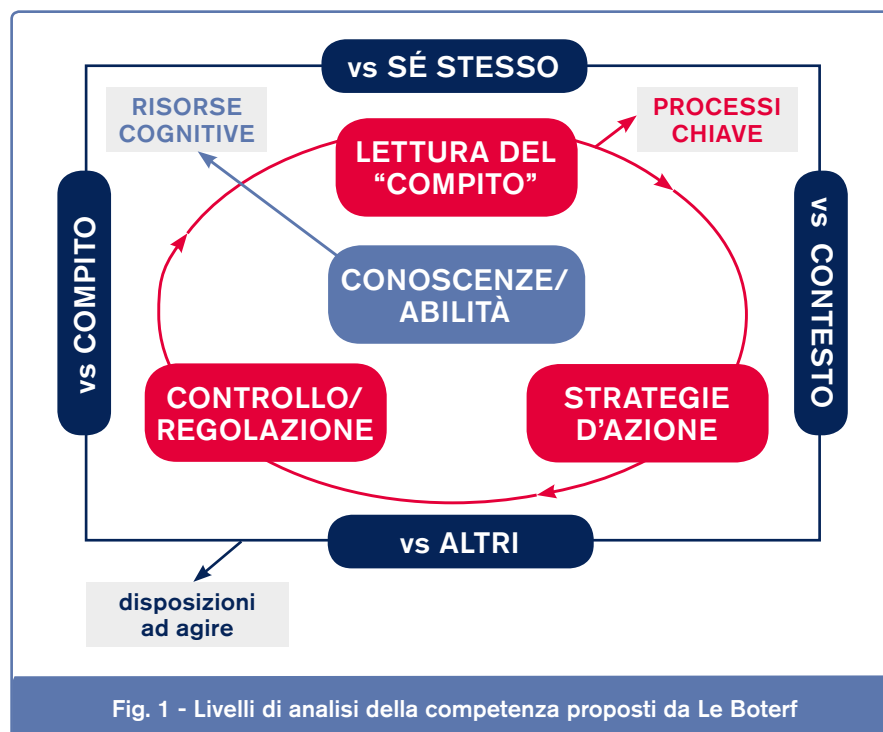 vs SÉ STESSO
RISORSE
COGNITIVE
PROCESSI
CHIAVE
LETTURA DEL
“COMPITO”
vs COMPITO
vs CONTESTO
CONOSCENZE/
ABILITÀ
CONTROLLO/
REGOLAZIONE
STRATEGIE
D’AZIONE
vs ALTRI
disposizioni
ad agire
Fig. 1 - Livelli di analisi della competenza proposti da Le Boterf